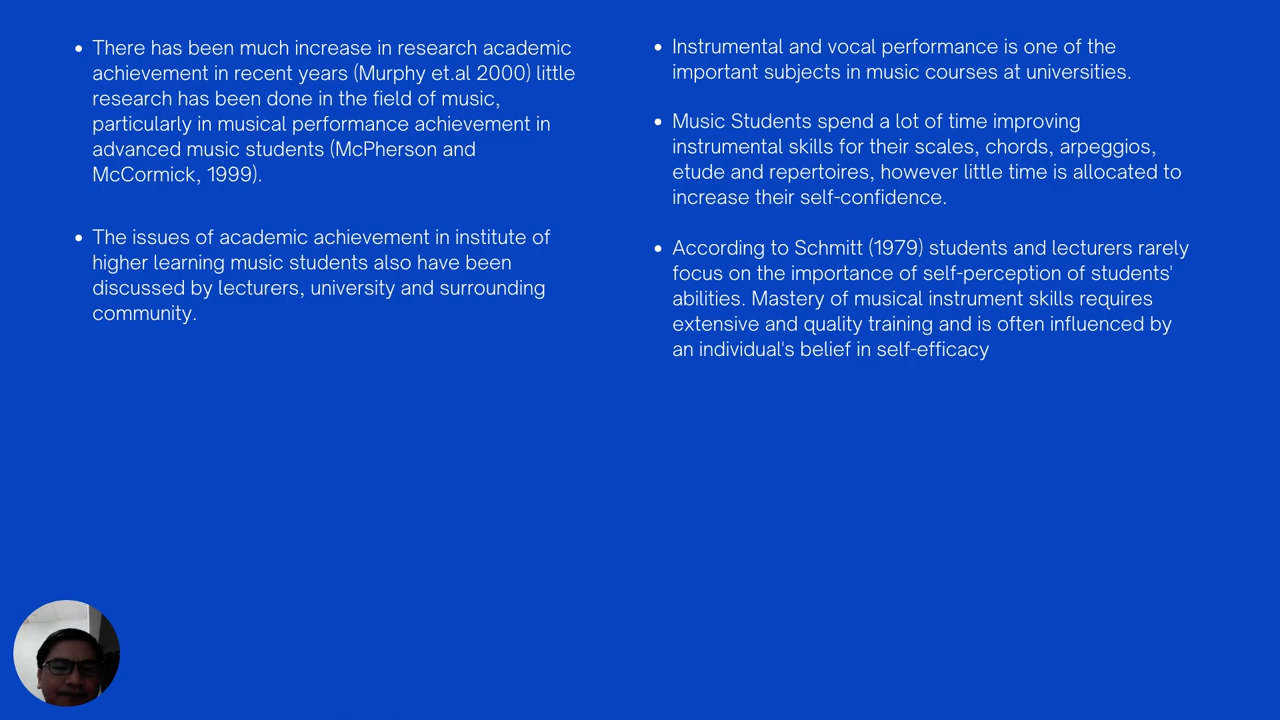 • There has been much increase in research academic
achievement in recent years (Murphy et.al 2000) little
research has been done in the field of music,
particularly in musical performance achievement in
advanced music students (McPherson and
McCormick, 1999).
• The issues of academic achievement in institute of
higher learning music students also have been
discussed by lecturers, university and surrounding
community.
• Instrumental and vocal performance is one of the
important subjects in music courses at universities.
• Music Students spend a lot of time improving
instrumental skills for their scales, chords, arpeggios,
etude and repertoires, however little time is allocated to
increase their self-confidence.
• According to Schmitt (1979) students and lecturers rarely
focus on the importance of self-perception of students'
abilities. Mastery of musical instrument skills requires
extensive and quality training and is often influenced by
an individual's belief in self-efficacy